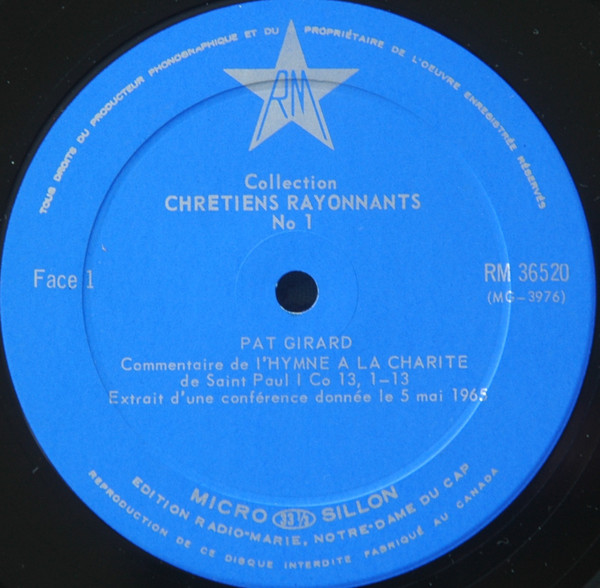 TOUS DROITS DU PRODUCTEUR PHONOGRAPHIQUE ET DU PROPRIÉTAIRE DE L'OEUVRE ENREGISTRÉE RÉSERVÉS
RM
Collection
CHRETIENS RAYONNANTS
No 1
Face 1
RM 36520
(MG-3976)
PAT GIRARD
Commentaire de l'HYMNE A LA CHARITE
de Saint Paul I Co 13, 1-13
Extrait d'une conférence donnée le 5 mai 1965
MICRO 33 1/3 SILLON
EDITION RADIO-MARIE, NOTRE-DAME DU CAP
REPRODUCTION DE CE DISQUE INTERDITE FABRIQUÉ AU CANADA